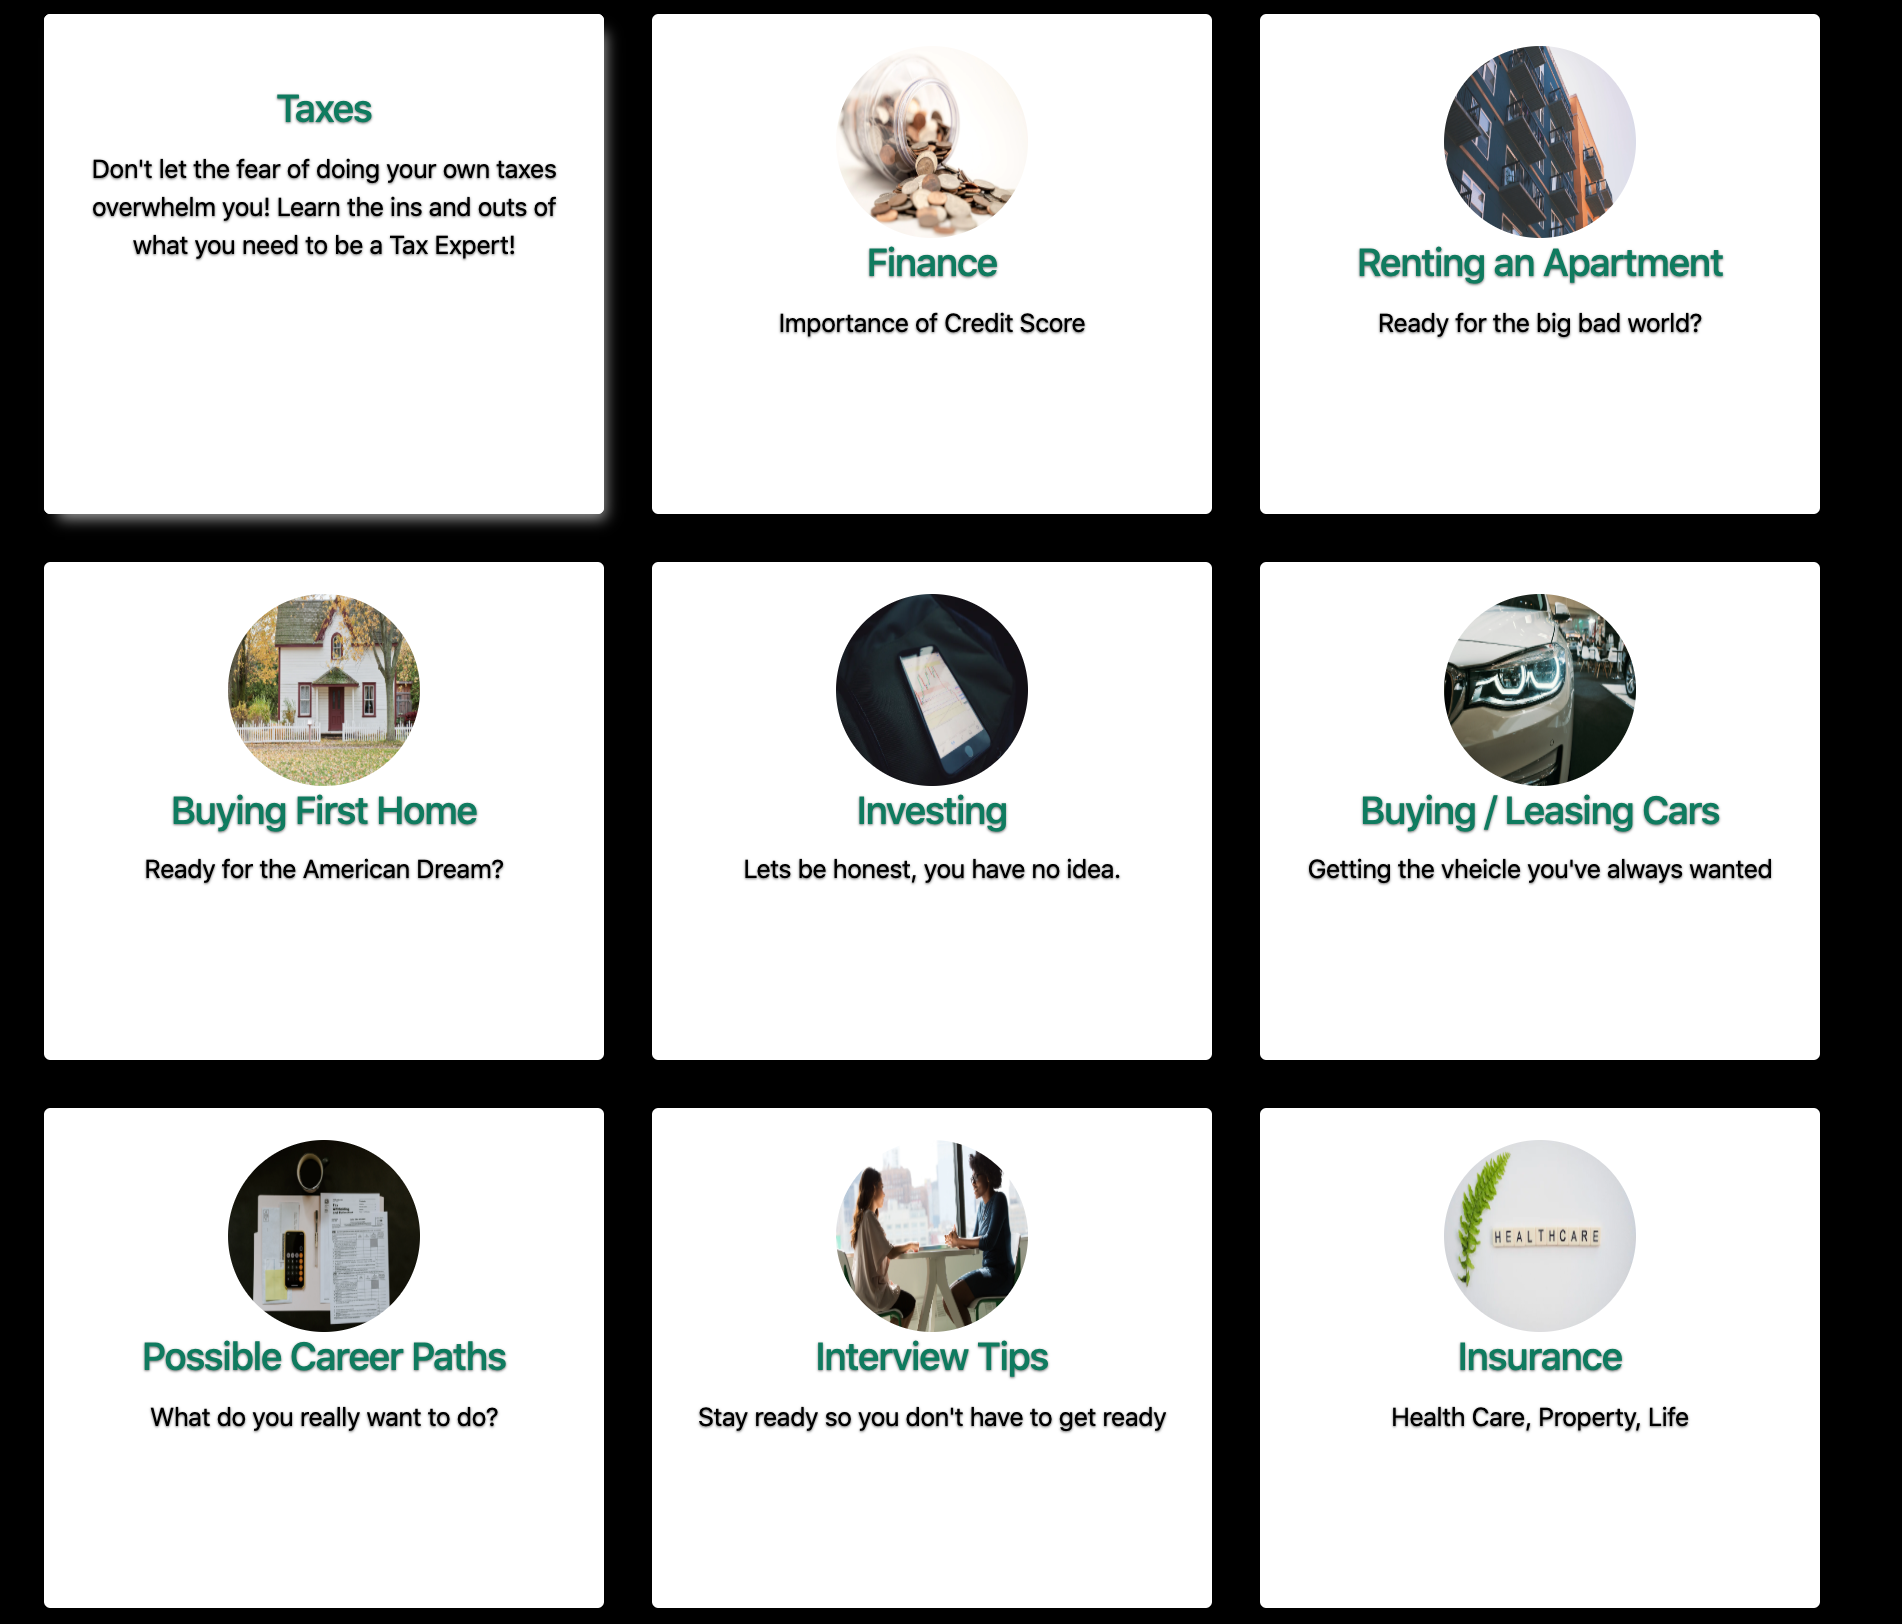 Taxes
Don't let the fear of doing your own taxes
overwhelm you! Learn the ins and outs of
what you need to be a Tax Expert!
Finance
Importance of Credit Score
Renting an Apartment
Ready for the big bad world?
Buying First Home
Ready for the American Dream?
Investing
Lets be honest, you have no idea.
Buying / Leasing Cars
Getting the vheicle you've always wanted
Possible Career Paths
What do you really want to do?
Interview Tips
Stay ready so you don't have to get ready
HEALTHCARE
Insurance
Health Care, Property, Life